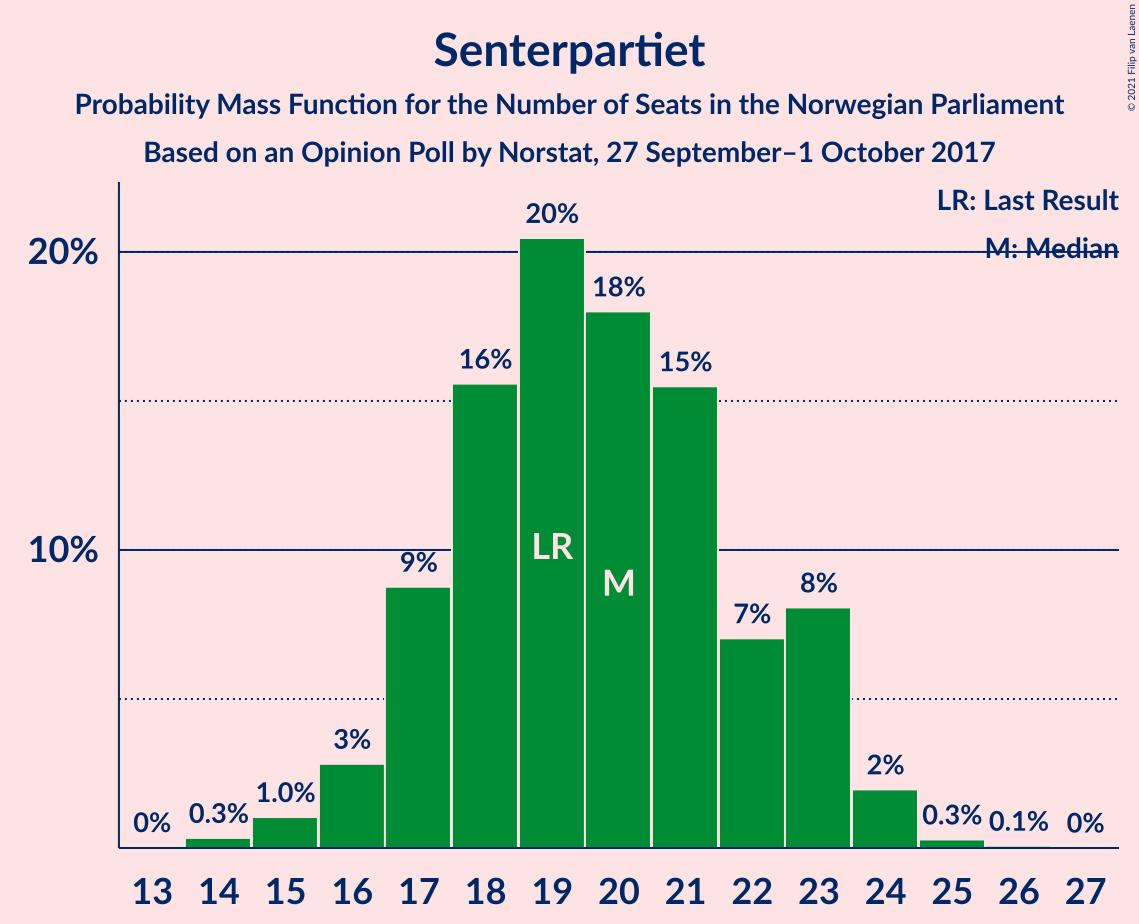 © 2021 Filip van Laenen
Senterpartiet
Probability Mass Function for the Number of Seats in the Norwegian Parliament
Based on an Opinion Poll by Norstat, 27 September–1 October 2017
LR: Last Result
M: Median
20%
10%
0%
0.3%
1.0%
3%
9%
16%
20%
18%
15%
7%
8%
2%
0.3%
0.1%
0%
LR
M
13 14 15 16 17 18 19 20 21 22 23 24 25 26 27